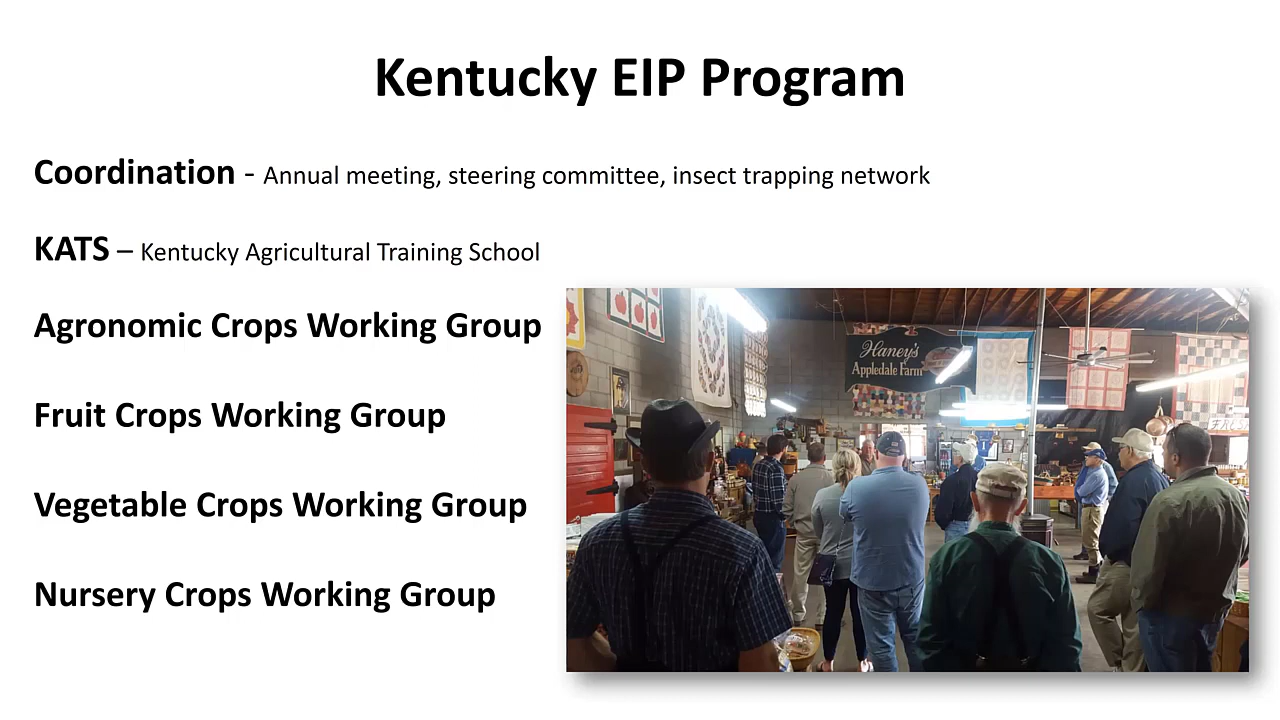 Kentucky EIP Program
Coordination - Annual meeting, steering committee, insect trapping network
KATS – Kentucky Agricultural Training School
Agronomic Crops Working Group
Fruit Crops Working Group
Vegetable Crops Working Group
Nursery Crops Working Group
Haney's
Appledale Farm